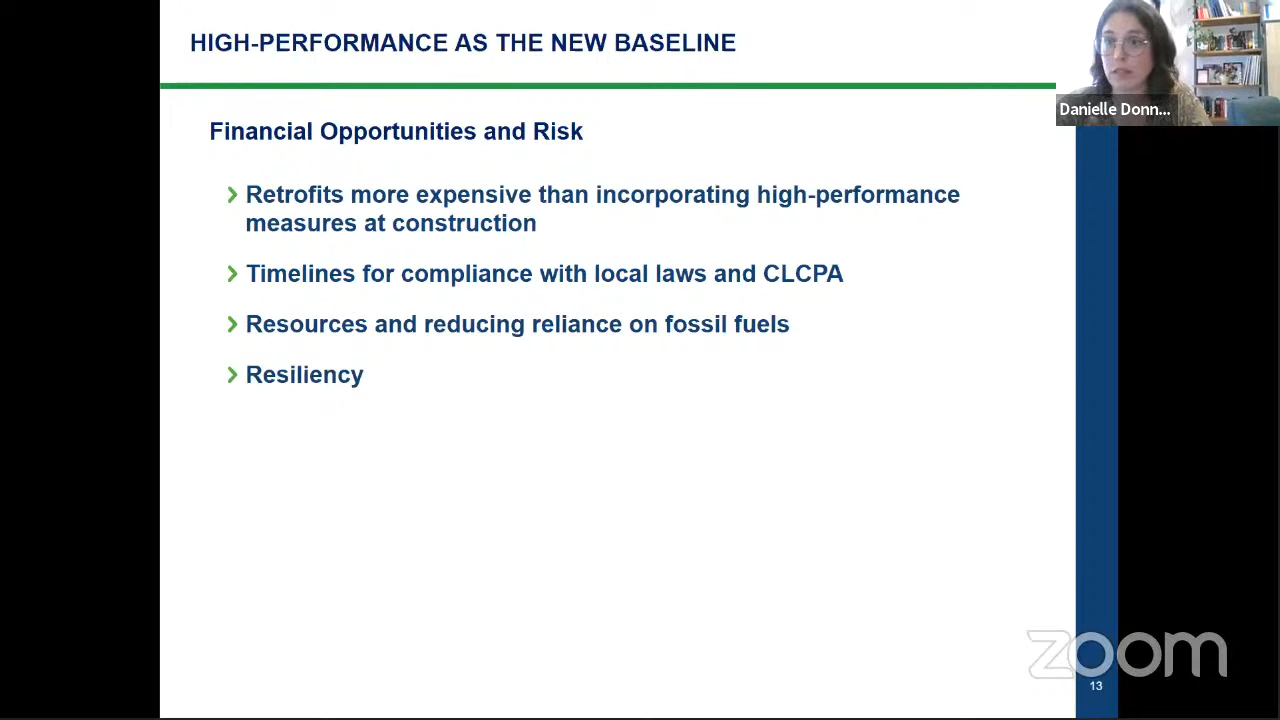 HIGH-PERFORMANCE AS THE NEW BASELINE
Danielle Donn...
Financial Opportunities and Risk
Retrofits more expensive than incorporating high-performance
measures at construction
Timelines for compliance with local laws and CLCPA
Resources and reducing reliance on fossil fuels
Resiliency
zoom
13